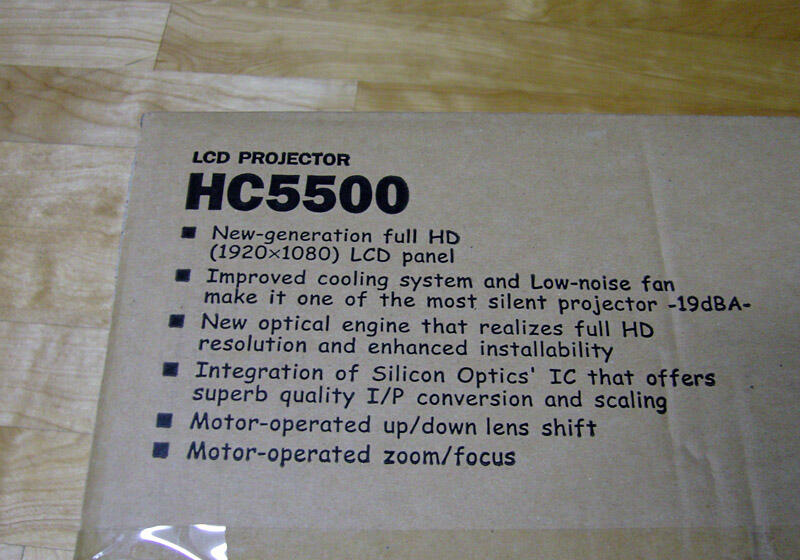 LCD PROJECTOR
HC5500
■ New-generation full HD
(1920×1080) LCD panel
■ Improved cooling system and Low-noise fan
make it one of the most silent projector -19dBA-
■ New optical engine that realizes full HD
resolution and enhanced installability
■ Integration of Silicon Optics' IC that offers
superb quality I/P conversion and scaling
■ Motor-operated up/down lens shift
■ Motor-operated zoom/focus